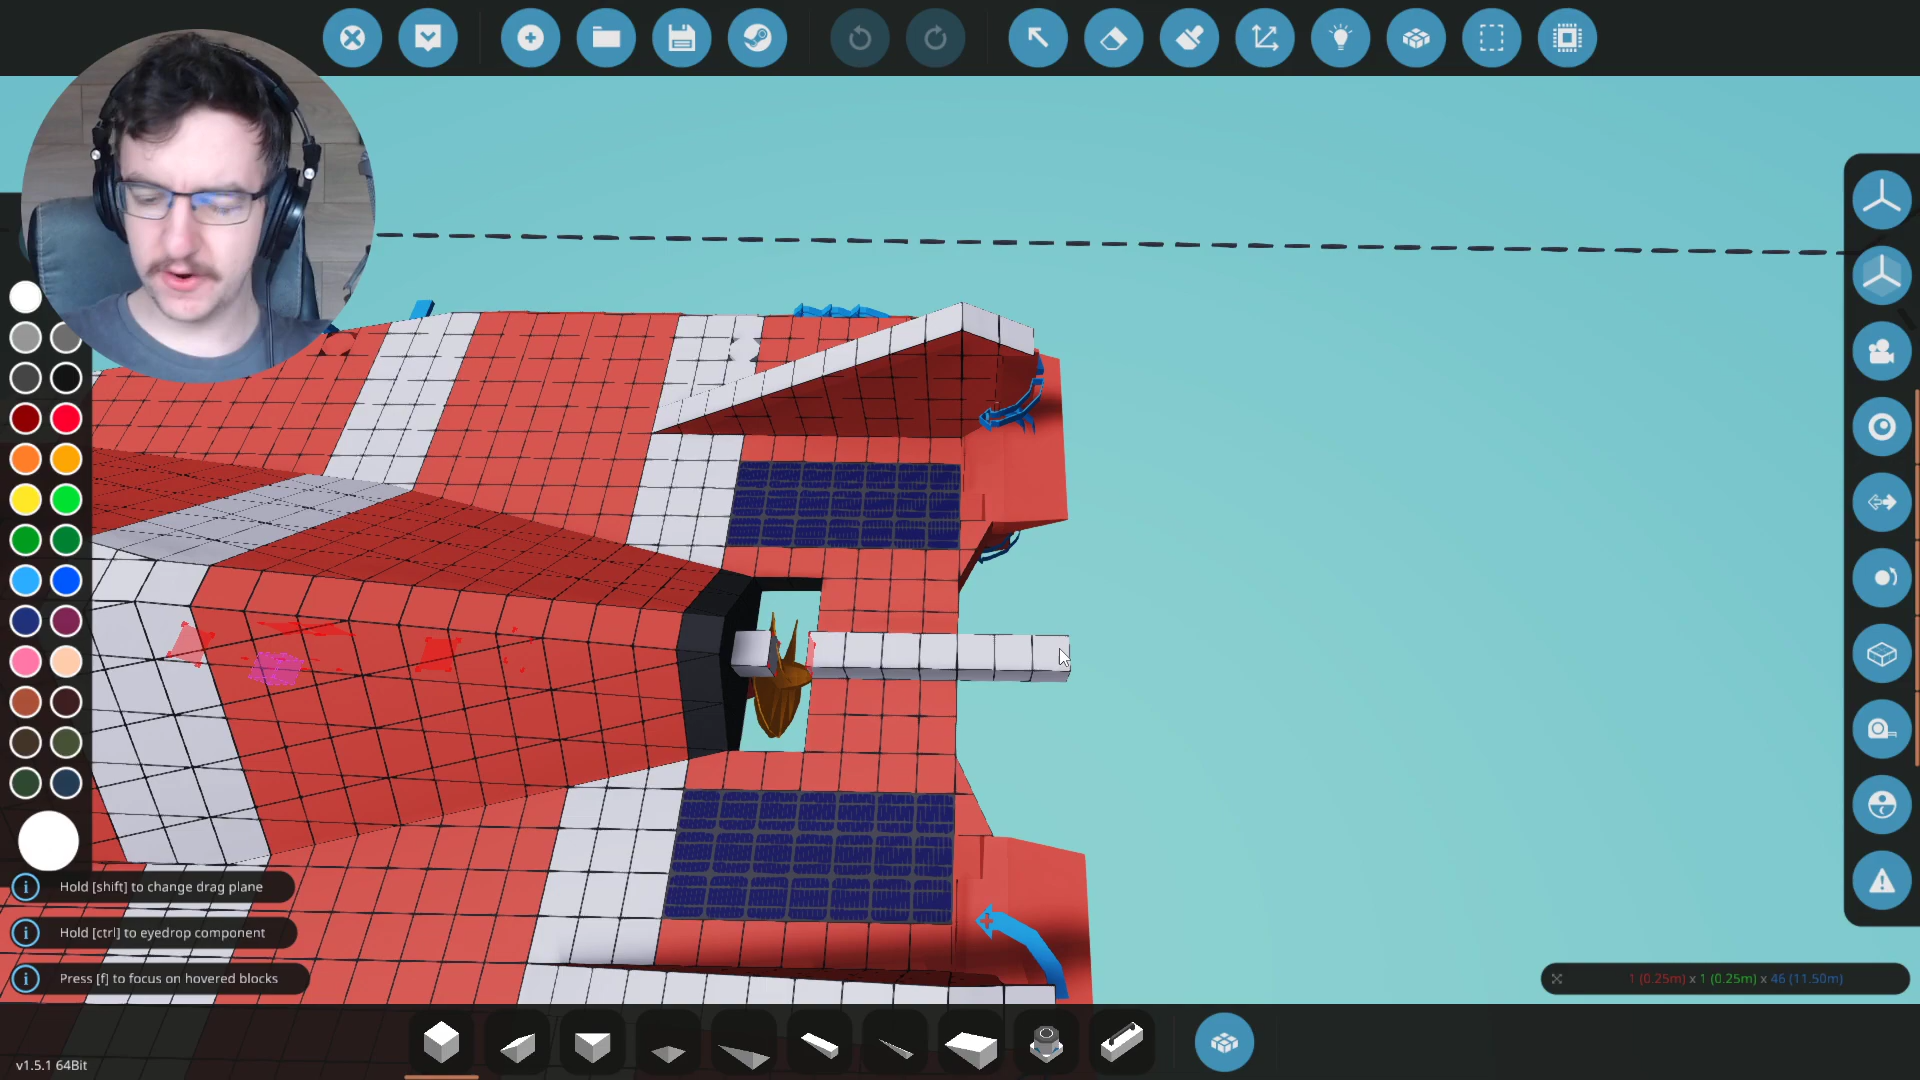 Hold [shift] to change drag plane
Hold [ctrl] to eyedrop component
Press [f] to focus on hovered blocks
1 (0.25m) x 1 (0.25m) x 46 (11.50m)
v1.5.1 64Bit